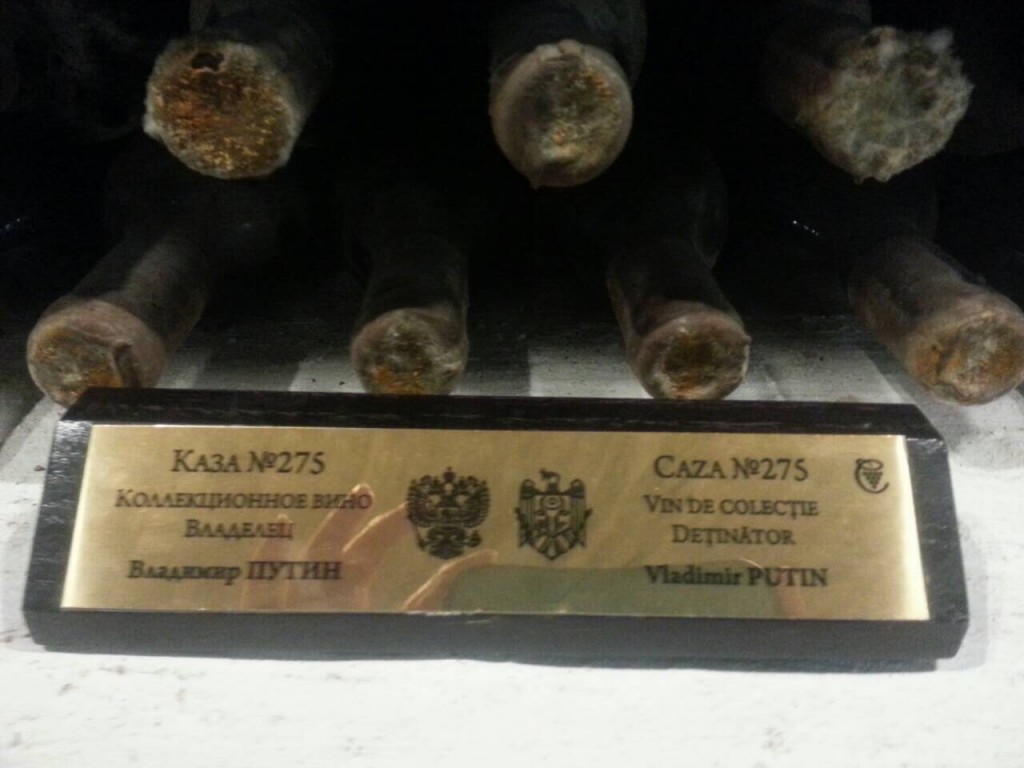 Каза №275
Коллекционное вино
Владелец
Владимир ПУТИН
Caza №275
Vin de colecţie
Deţinător
Vladimir PUTIN